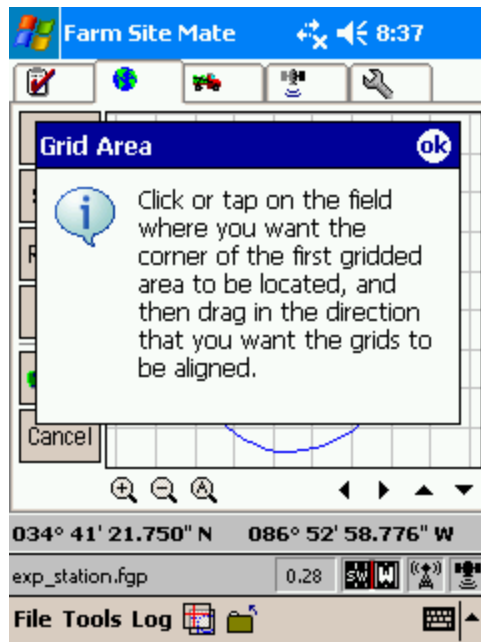 Farm Site Mate 8:37
Grid Area ok
Click or tap on the field
where you want the
corner of the first gridded
area to be located, and
then drag in the direction
that you want the grids to
be aligned.
Cancel
034° 41' 21.750" N 086° 52' 58.776" W
exp_station.fgp 0.28 SW W
File Tools Log